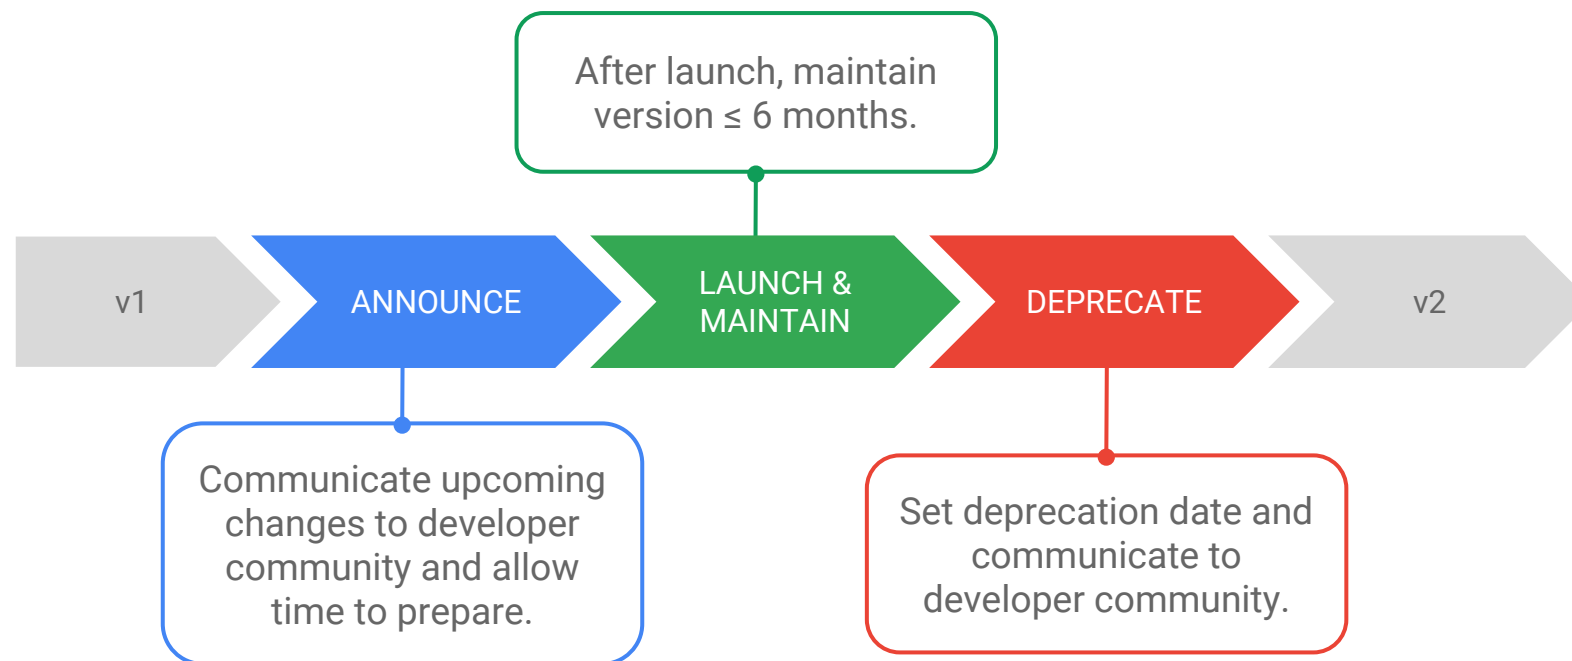 After launch, maintain
version ≤ 6 months.
v1
ANNOUNCE
LAUNCH &
MAINTAIN
DEPRECATE
v2
Communicate upcoming
changes to developer
community and allow
time to prepare.
Set deprecation date and
communicate to
developer community.